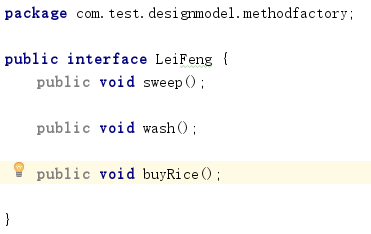 package com.test.designmodel.methodfactory;
public interface LeiFeng {
public void sweep();
public void wash();
public void buyRice();
}